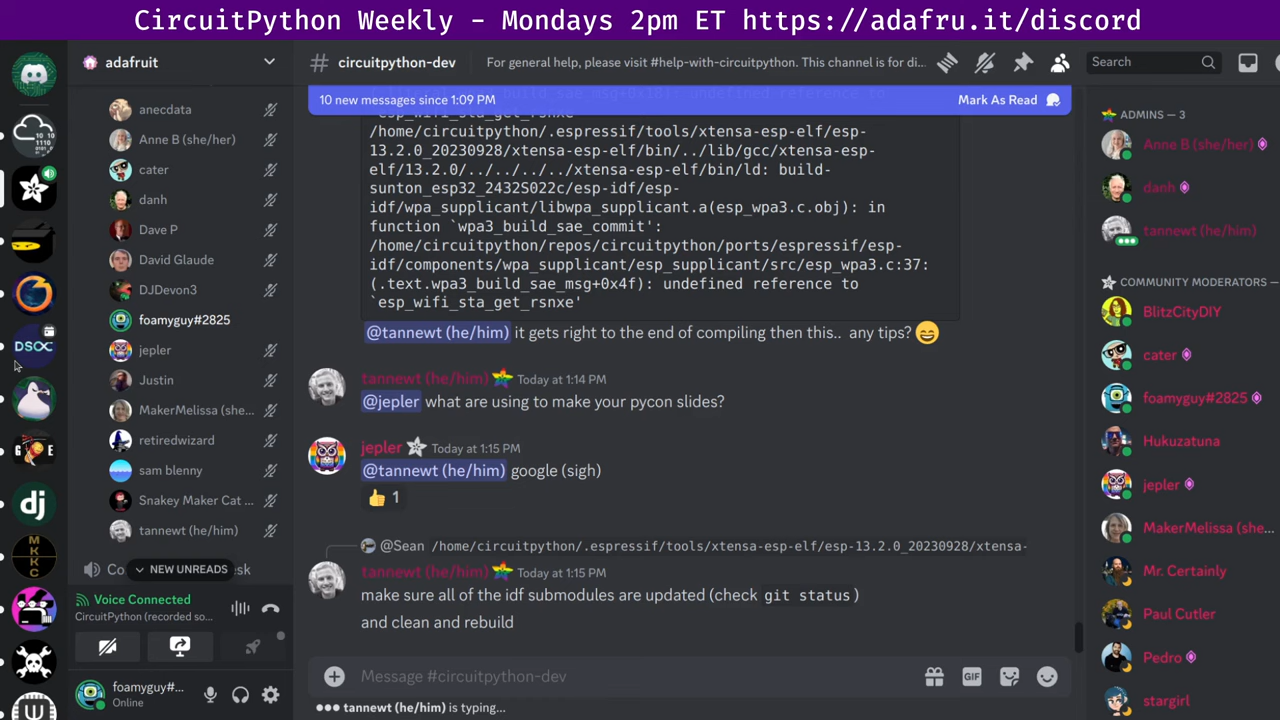 CircuitPython Weekly - Mondays 2pm ET https://adafru.it/discord
adafruit
anecdata
Anne B (she/her)
cater
danh
Dave P
David Glaude
DJDevon3
foamyguy#2825
jepler
Justin
MakerMelissa (she...
retiredwizard
sam blenny
Snakey Maker Cat ...
tannewt (he/him)
NEW UNREADS
Voice Connected
CircuitPython (recorded so...
foamyguy#...
Online
DSOC
dj
MKKC
# circuitpython-dev
For general help, please visit #help-with-circuitpython. This channel is for di...
Search
10 new messages since 1:09 PM
Mark As Read
/home/circuitpython/.espressif/tools/xtensa-esp-elf/esp-
13.2.0_20230928/xtensa-esp-elf/bin/../lib/gcc/xtensa-esp-
elf/13.2.0/../../../../xtensa-esp-elf/bin/ld: build-
sunton_esp32_2432S022c/esp-idf/esp-
idf/wpa_supplicant/libwpa_supplicant.a(esp_wpa3.c.obj): in
function `wpa3_build_sae_commit':
/home/circuitpython/repos/circuitpython/ports/espressif/esp-
idf/components/wpa_supplicant/esp_supplicant/src/esp_wpa3.c:37:
(.text.wpa3_build_sae_msg+0x4f): undefined reference to
`esp_wifi_sta_get_rsnxe'
@tannewt (he/him) it gets right to the end of compiling then this.. any tips? 😄
tannewt (he/him) Today at 1:14 PM
@jepler what are using to make your pycon slides?
jepler Today at 1:15 PM
@tannewt (he/him) google (sigh)
👍 1
@Sean /home/circuitpython/.espressif/tools/xtensa-esp-elf/esp-13.2.0_20230928/xtensa-
tannewt (he/him) Today at 1:15 PM
make sure all of the idf submodules are updated (check git status)
and clean and rebuild
Message #circuitpython-dev
GIF
tannewt (he/him) is typing...
ADMINS — 3
Anne B (she/her)
danh
tannewt (he/him)
COMMUNITY MODERATORS
BlitzCityDIY
cater
foamyguy#2825
Hukuzatuna
jepler
MakerMelissa (she...
Mr. Certainly
Paul Cutler
Pedro
stargirl